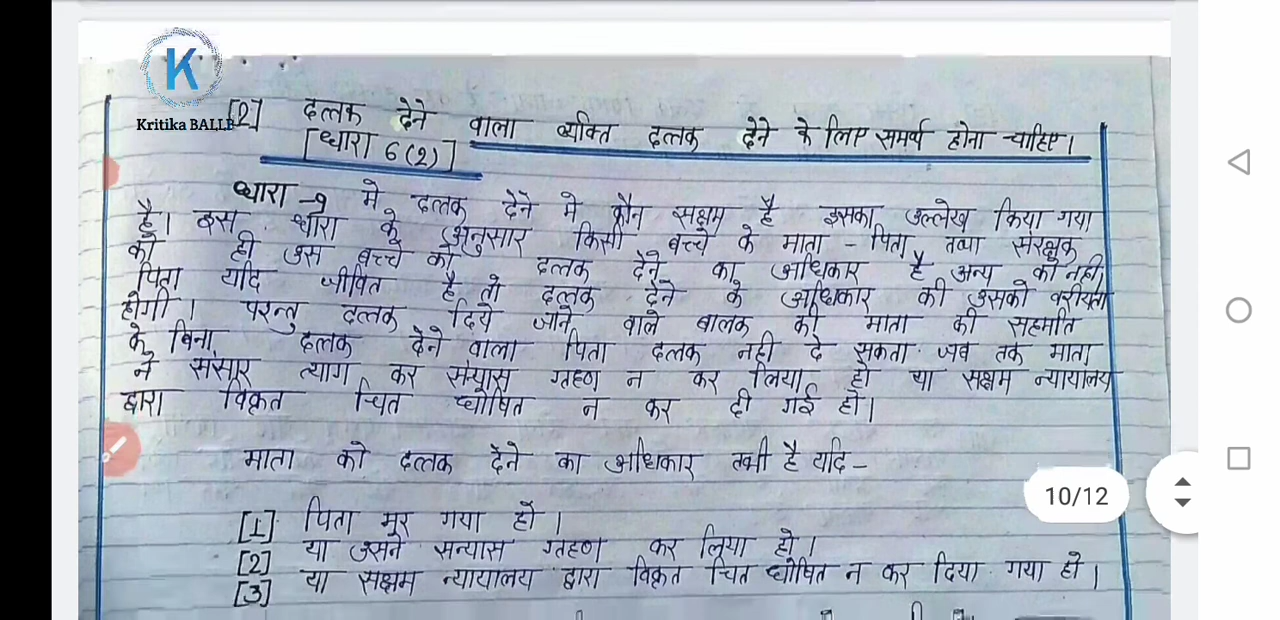 K
Kritika BALLB
[2] दत्तक देने वाला व्यक्ति दत्तक देने के लिए समर्थ होना चाहिए।
[धारा 6(2)]
धारा-9 मे दत्तक देने मे कौन सक्षम है इसका उल्लेख किया गया
है। इस धारा के अनुसार किसी बच्चे के माता-पिता तथा संरक्षक
को ही उस बच्चे को दत्तक देने का अधिकार है अन्य को नही।
पिता यदि जीवित है तो दत्तक देने के अधिकार की उसको वरीयता
होगी। परन्तु दत्तक दिये जाने वाले बालक की माता की सहमति
के बिना दत्तक देने वाला पिता दत्तक नही दे सकता जब तक माता
ने संसार त्याग कर संन्यास ग्रहण न कर लिया हो या सक्षम न्यायालय
द्वारा विकृत चित घोषित न कर दी गई हो।
माता को दत्तक देने का अधिकार तभी है यदि-
[1] पिता मर गया हो।
[2] या उसने सन्यास ग्रहण कर लिया हो।
[3] या सक्षम न्यायालय द्वारा विकृत चित घोषित न कर दिया गया हो।
10/12